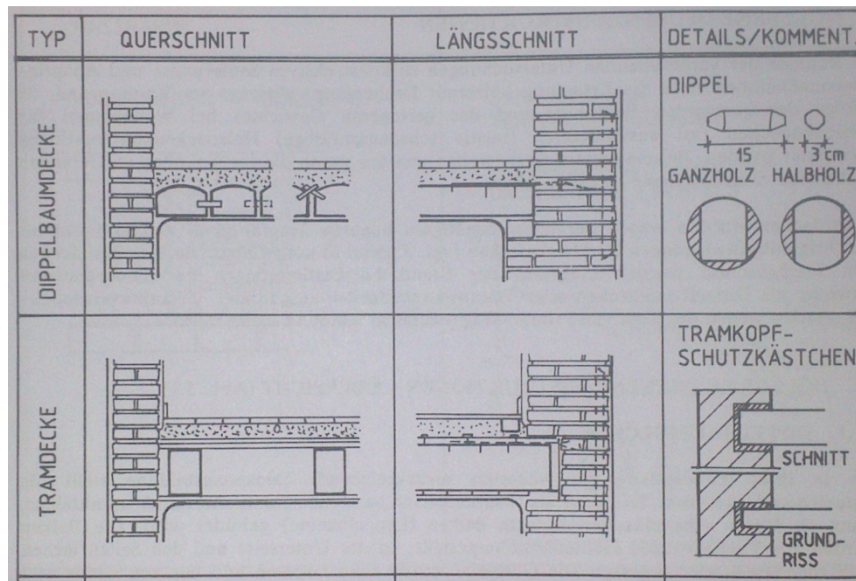 TYP
QUERSCHNITT
LÄNGSSCHNITT
DETAILS/KOMMENT.
DIPPELBAUMDECKE
DIPPEL
15
3 cm
GANZHOLZ HALBHOLZ
TRAMDECKE
TRAMKOPF-
SCHUTZKÄSTCHEN
SCHNITT
GRUND-
RISS